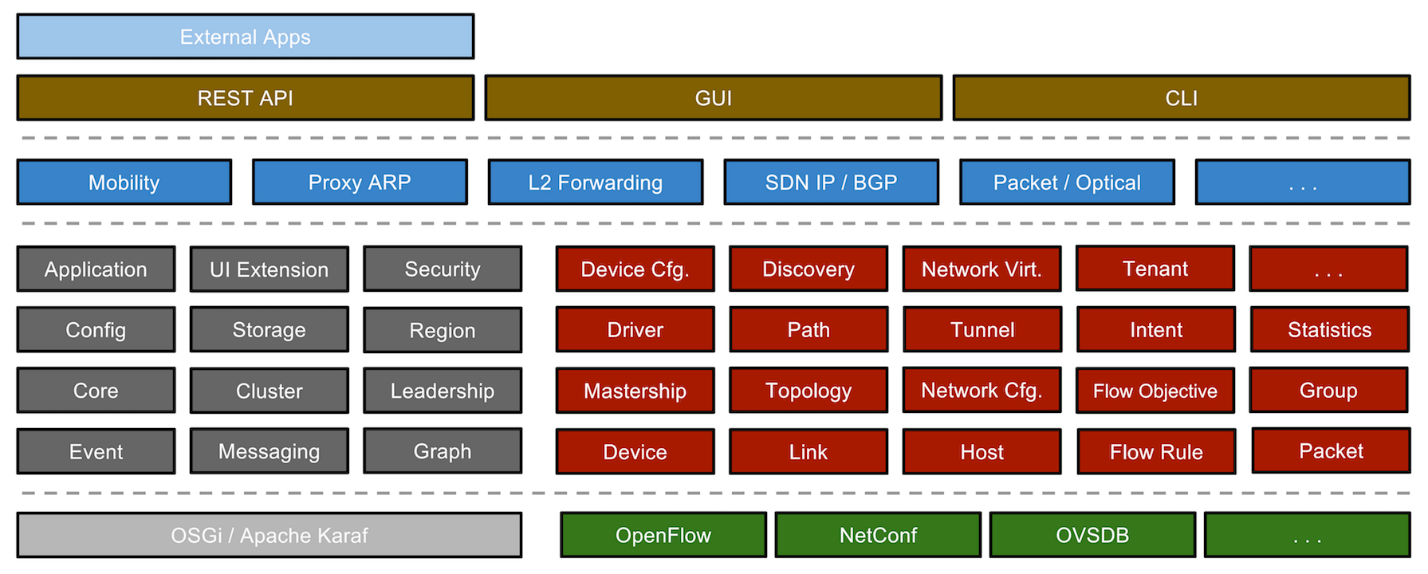 External Apps
REST API GUI CLI
Mobility Proxy ARP L2 Forwarding SDN IP / BGP Packet / Optical . . .
Application UI Extension Security Device Cfg. Discovery Network Virt. Tenant . . .
Config Storage Region Driver Path Tunnel Intent Statistics
Core Cluster Leadership Mastership Topology Network Cfg. Flow Objective Group
Event Messaging Graph Device Link Host Flow Rule Packet
OSGi / Apache Karaf OpenFlow NetConf OVSDB . . .